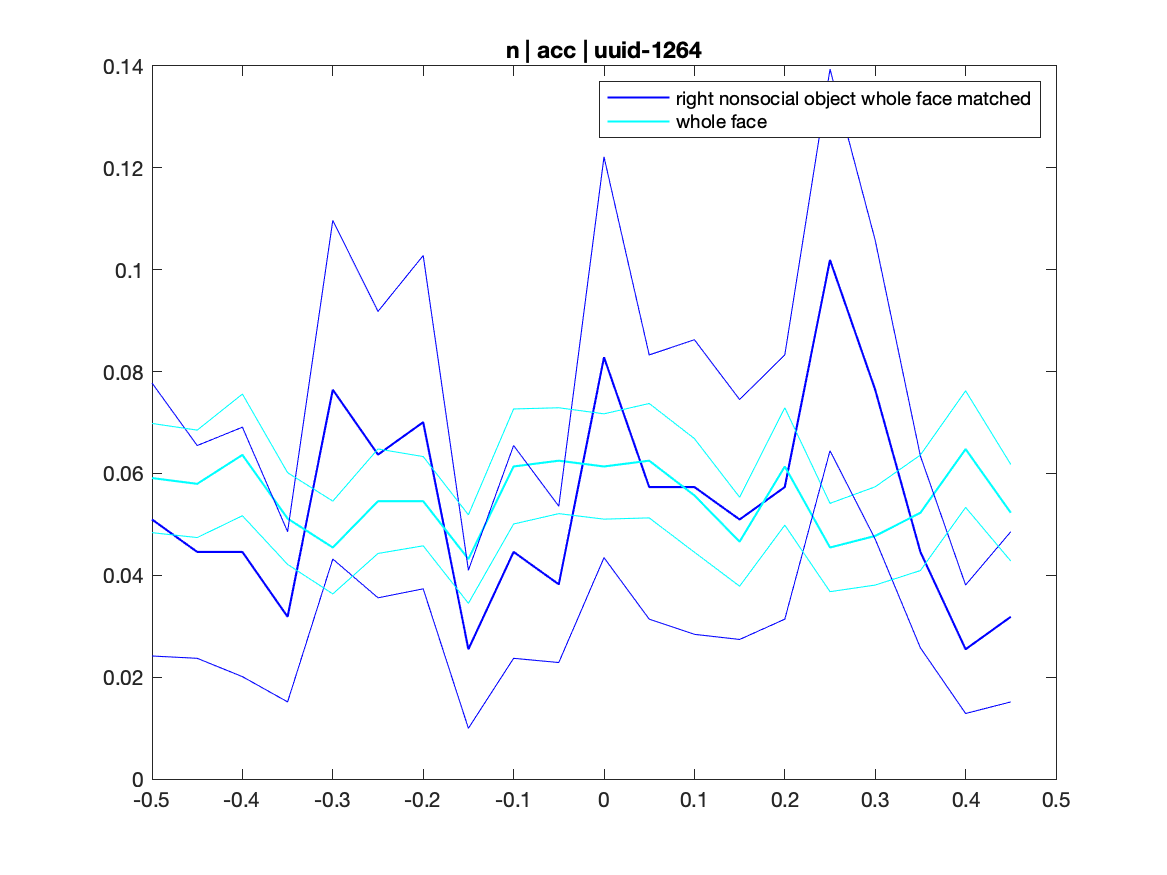 n | acc | uuid-1264
0.14
right nonsocial object whole face matched
whole face
0.12
0.1
0.08
0.06
0.04
0.02
0
-0.5 -0.4 -0.3 -0.2 -0.1 0 0.1 0.2 0.3 0.4 0.5